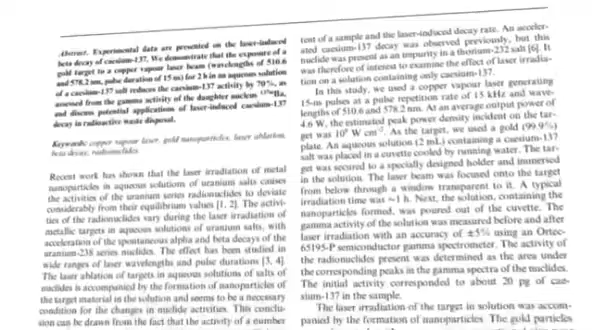 Abstract. Experimental data are presented on the laser-induced
beta decay of caesium-137. We demonstrate that the exposure of a
gold target to a copper vapour laser beam (wavelengths of 510.6
and 578.2 nm, pulse duration of 15 ns) for 2 h in an aqueous solution
of a caesium-137 salt reduces the caesium-137 activity by 70 %, as
assessed from the gamma activity of the daughter nucleus ¹³⁷ᵐBa,
and discuss potential applications of laser-induced caesium-137
decay in radioactive waste disposal.
Keywords: copper vapour laser, gold nanoparticles, laser ablation,
beta decay, radionuclides
Recent work has shown that the laser irradiation of metal
nanoparticles in aqueous solutions of uranium salts causes
the activities of the uranium series radionuclides to deviate
considerably from their equilibrium values [1, 2]. The activi-
ties of the radionuclides vary during the laser irradiation of
metallic targets in aqueous solutions of uranium salts, with
acceleration of the spontaneous alpha and beta decays of the
uranium-238 series nuclides. The effect has been studied in
wide ranges of laser wavelengths and pulse durations [3, 4].
The laser ablation of targets in aqueous solutions of salts of
nuclides is accompanied by the formation of nanoparticles of
the target material in the solution and seems to be a necessary
condition for the changes in nuclide activities. This conclu-
sion can be drawn from the fact that the activity of a number
tent of a sample and the laser-induced decay rate. An acceler-
ated caesium-137 decay was observed previously, but this
nuclide was present as an impurity in a thorium-232 salt [6]. It
was therefore of interest to examine the effect of laser irradia-
tion on a solution containing only caesium-137.
In this study, we used a copper vapour laser generating
15-ns pulses at a pulse repetition rate of 15 kHz and wave-
lengths of 510.6 and 578.2 nm. At an average output power of
4.6 W, the estimated peak power density incident on the tar-
get was 10⁹ W cm⁻². As the target, we used a gold (99.9%)
plate. An aqueous solution (2 mL) containing a caesium-137
salt was placed in a cuvette cooled by running water. The tar-
get was secured to a specially designed holder and immersed
in the solution. The laser beam was focused onto the target
from below through a window transparent to it. A typical
irradiation time was ~1 h. Next, the solution, containing the
nanoparticles formed, was poured out of the cuvette. The
gamma activity of the solution was measured before and after
laser irradiation with an accuracy of ±5% using an Ortec-
65195-P semiconductor gamma spectrometer. The activity of
the radionuclides present was determined as the area under
the corresponding peaks in the gamma spectra of the nuclides.
The initial activity corresponded to about 20 pg of cae-
sium-137 in the sample.
The laser irradiation of the target in solution was accom-
panied by the formation of nanoparticles. The gold particles